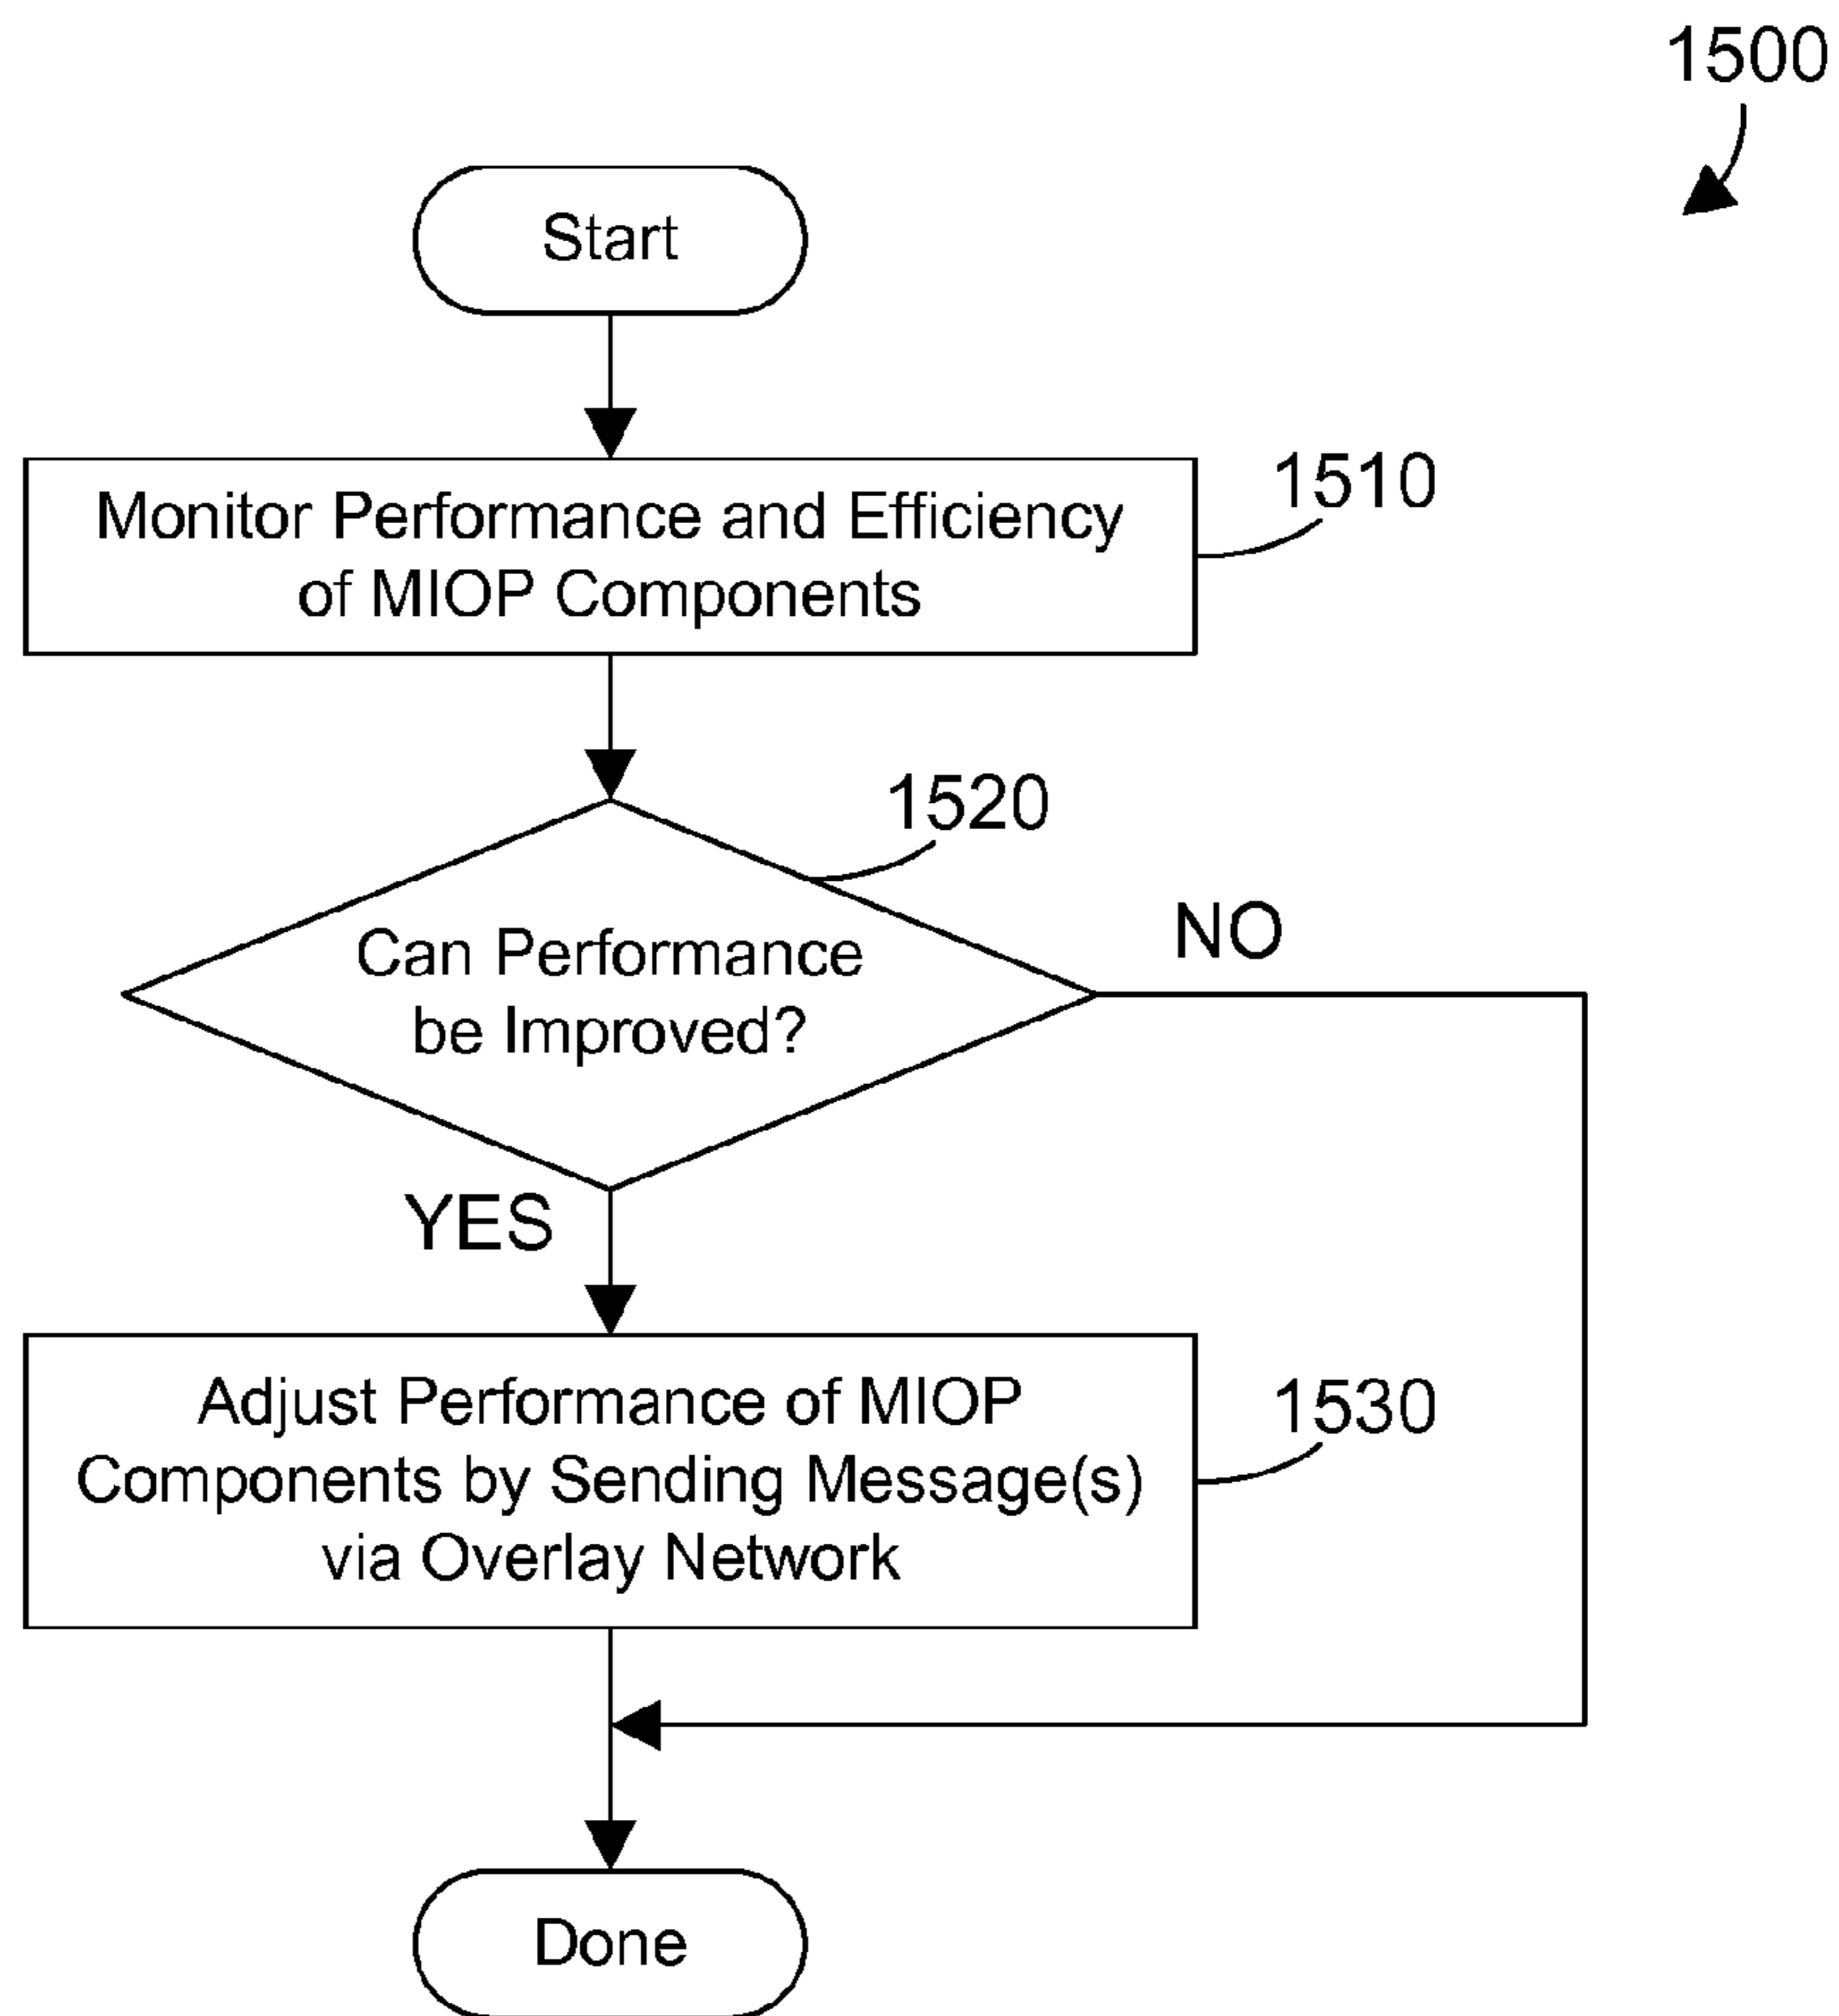 1500
Start
Monitor Performance and Efficiency
of MIOP Components
1510
1520
Can Performance
be Improved?
NO
YES
Adjust Performance of MIOP
Components by Sending Message(s)
via Overlay Network
1530
Done